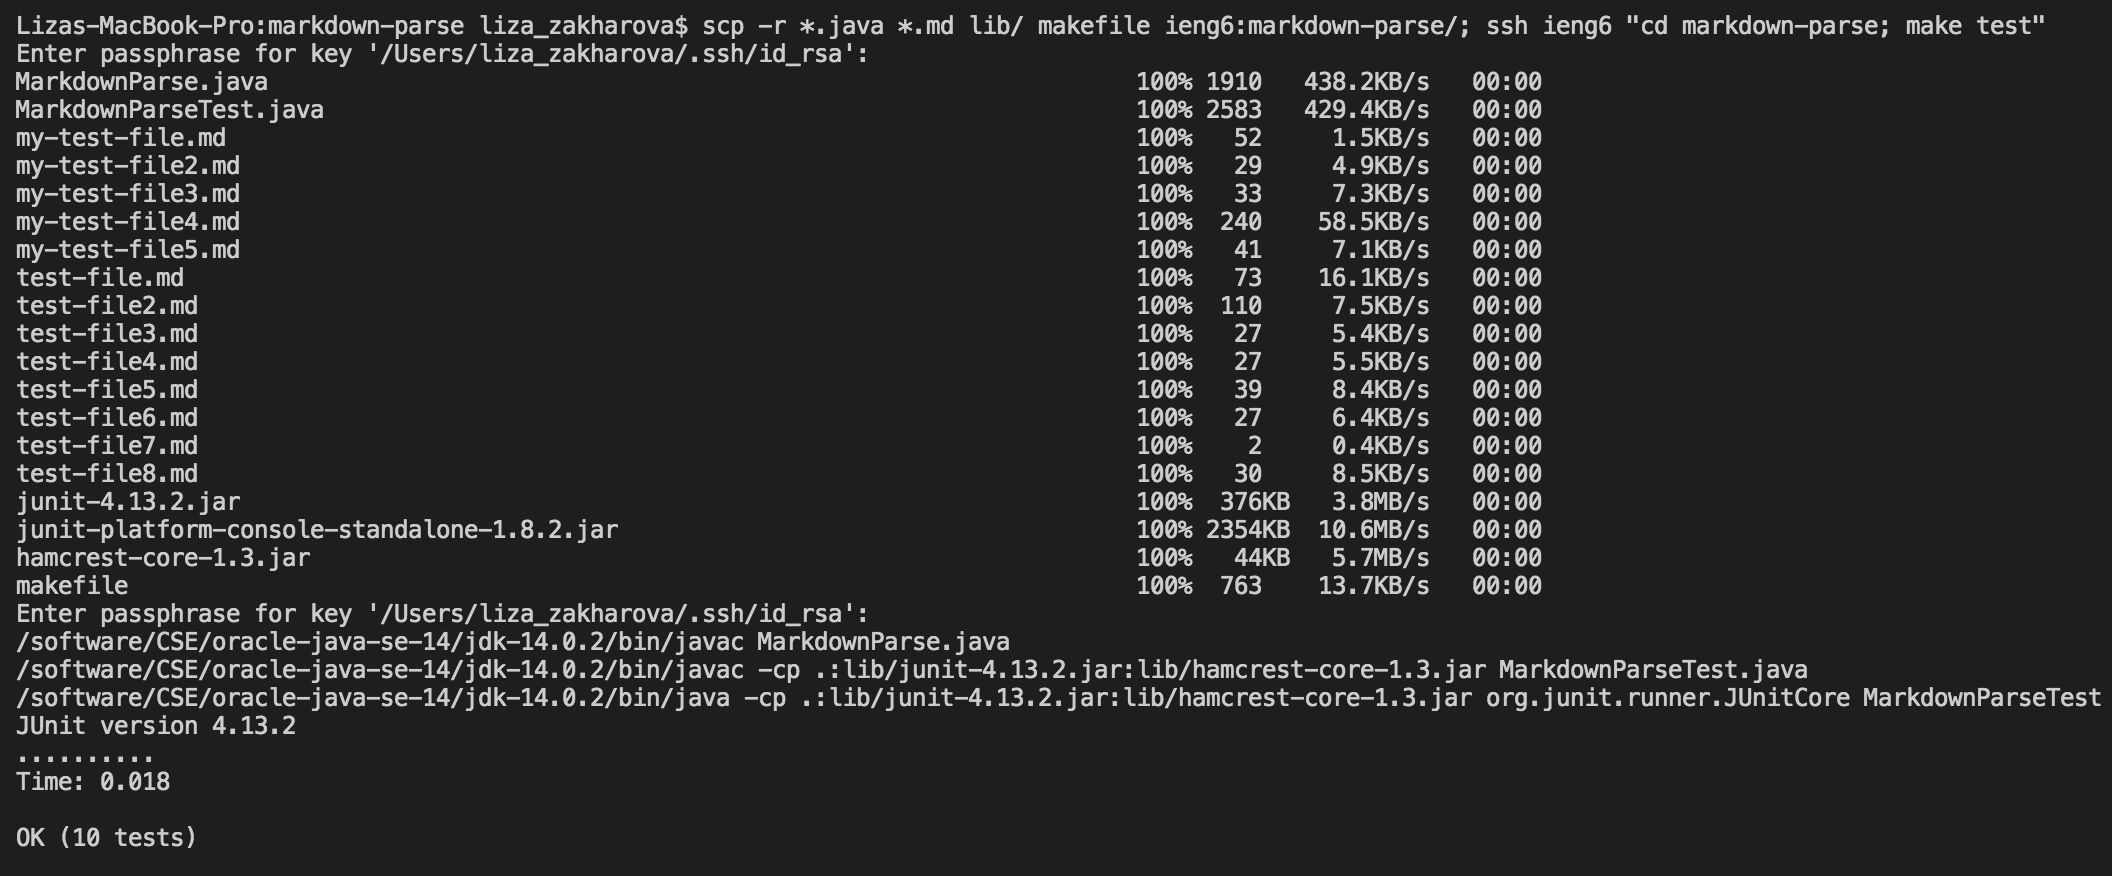 Lizas-MacBook-Pro:markdown-parse liza_zakharova$ scp -r *.java *.md lib/ makefile ieng6:markdown-parse/; ssh ieng6 "cd markdown-parse; make test"
Enter passphrase for key '/Users/liza_zakharova/.ssh/id_rsa':
MarkdownParse.java 100% 1910 438.2KB/s 00:00
MarkdownParseTest.java 100% 2583 429.4KB/s 00:00
my-test-file.md 100% 52 1.5KB/s 00:00
my-test-file2.md 100% 29 4.9KB/s 00:00
my-test-file3.md 100% 33 7.3KB/s 00:00
my-test-file4.md 100% 240 58.5KB/s 00:00
my-test-file5.md 100% 41 7.1KB/s 00:00
test-file.md 100% 73 16.1KB/s 00:00
test-file2.md 100% 110 7.5KB/s 00:00
test-file3.md 100% 27 5.4KB/s 00:00
test-file4.md 100% 27 5.5KB/s 00:00
test-file5.md 100% 39 8.4KB/s 00:00
test-file6.md 100% 27 6.4KB/s 00:00
test-file7.md 100% 2 0.4KB/s 00:00
test-file8.md 100% 30 8.5KB/s 00:00
junit-4.13.2.jar 100% 376KB 3.8MB/s 00:00
junit-platform-console-standalone-1.8.2.jar 100% 2354KB 10.6MB/s 00:00
hamcrest-core-1.3.jar 100% 44KB 5.7MB/s 00:00
makefile 100% 763 13.7KB/s 00:00
Enter passphrase for key '/Users/liza_zakharova/.ssh/id_rsa':
/software/CSE/oracle-java-se-14/jdk-14.0.2/bin/javac MarkdownParse.java
/software/CSE/oracle-java-se-14/jdk-14.0.2/bin/javac -cp .:lib/junit-4.13.2.jar:lib/hamcrest-core-1.3.jar MarkdownParseTest.java
/software/CSE/oracle-java-se-14/jdk-14.0.2/bin/java -cp .:lib/junit-4.13.2.jar:lib/hamcrest-core-1.3.jar org.junit.runner.JUnitCore MarkdownParseTest
JUnit version 4.13.2
..........
Time: 0.018
OK (10 tests)